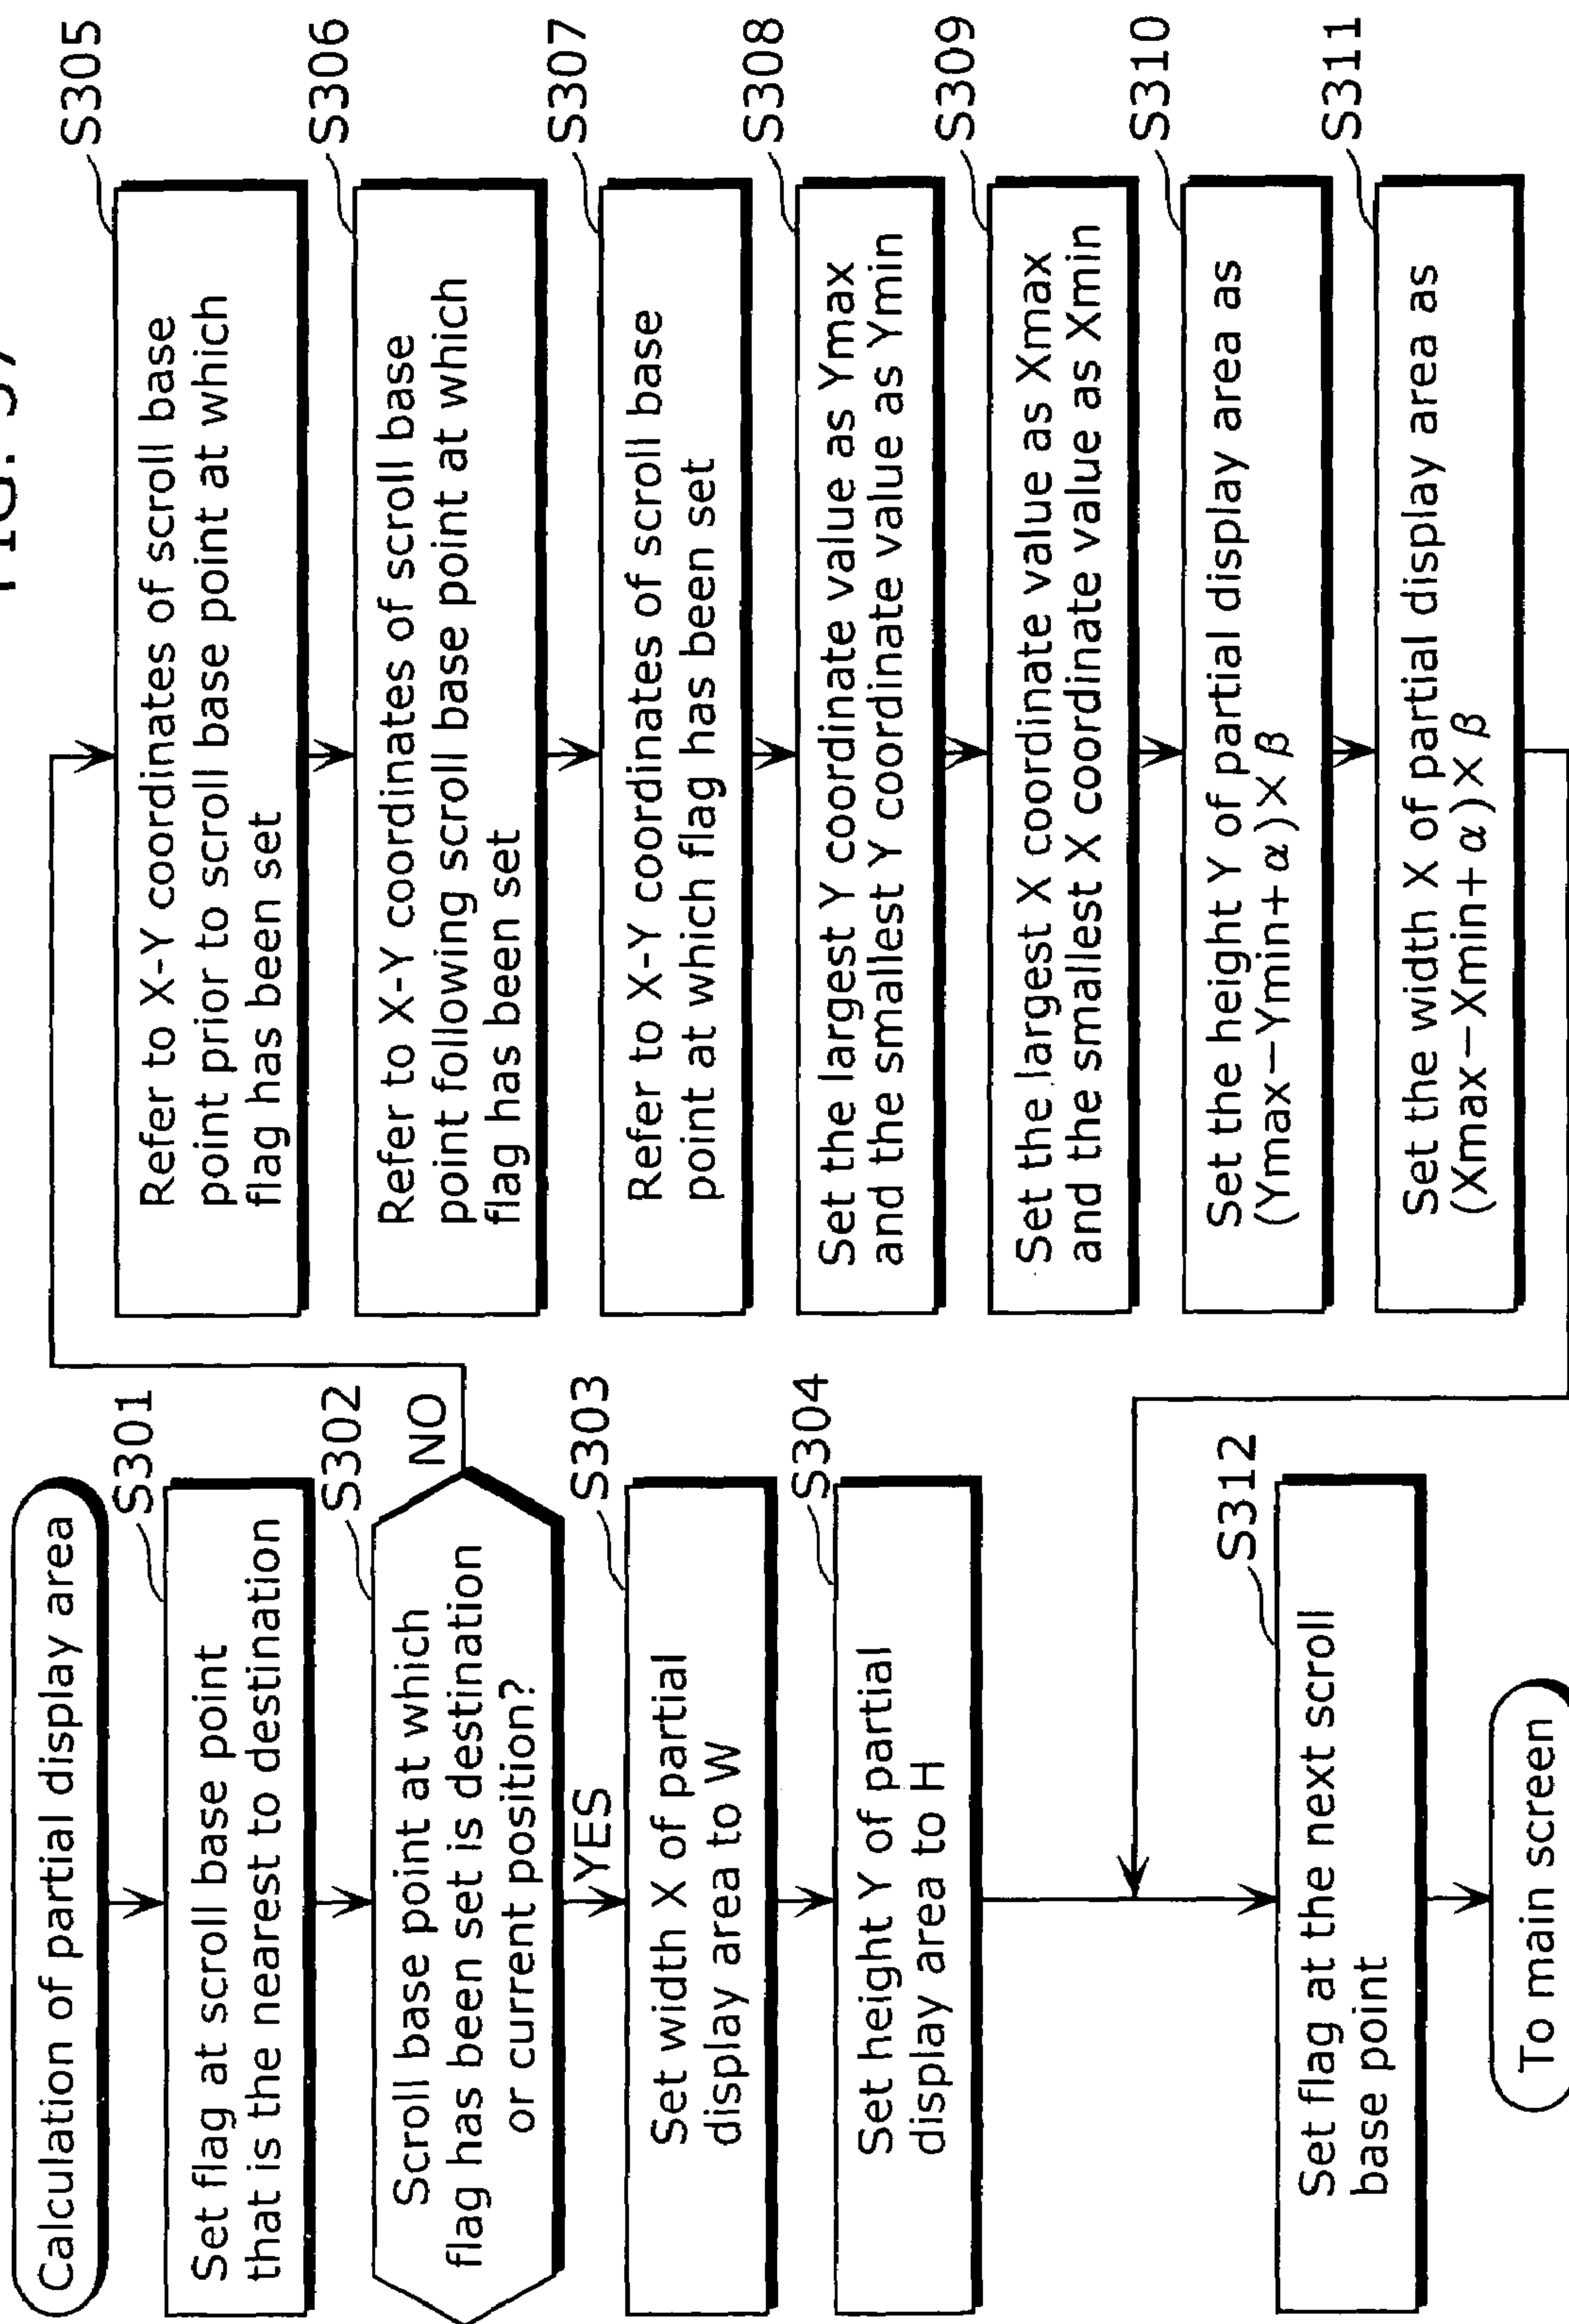 Calculation of partial display area
S301
Set flag at scroll base point
that is the nearest to destination
S302
Scroll base point at which
flag has been set is destination
or current position?
NO
YES
S303
Set width X of partial
display area to W
S304
Set height Y of partial
display area to H
S305
Refer to X-Y coordinates of scroll base
point prior to scroll base point at which
flag has been set
S306
Refer to X-Y coordinates of scroll base
point following scroll base point at which
flag has been set
S307
Refer to X-Y coordinates of scroll base
point at which flag has been set
S308
Set the largest Y coordinate value as Ymax
and the smallest Y coordinate value as Ymin
S309
Set the largest X coordinate value as Xmax
and the smallest X coordinate value as Xmin
S310
Set the height Y of partial display area as
(Ymax−Ymin+α)×β
S311
Set the width X of partial display area as
(Xmax−Xmin+α)×β
S312
Set flag at the next scroll
base point
To main screen